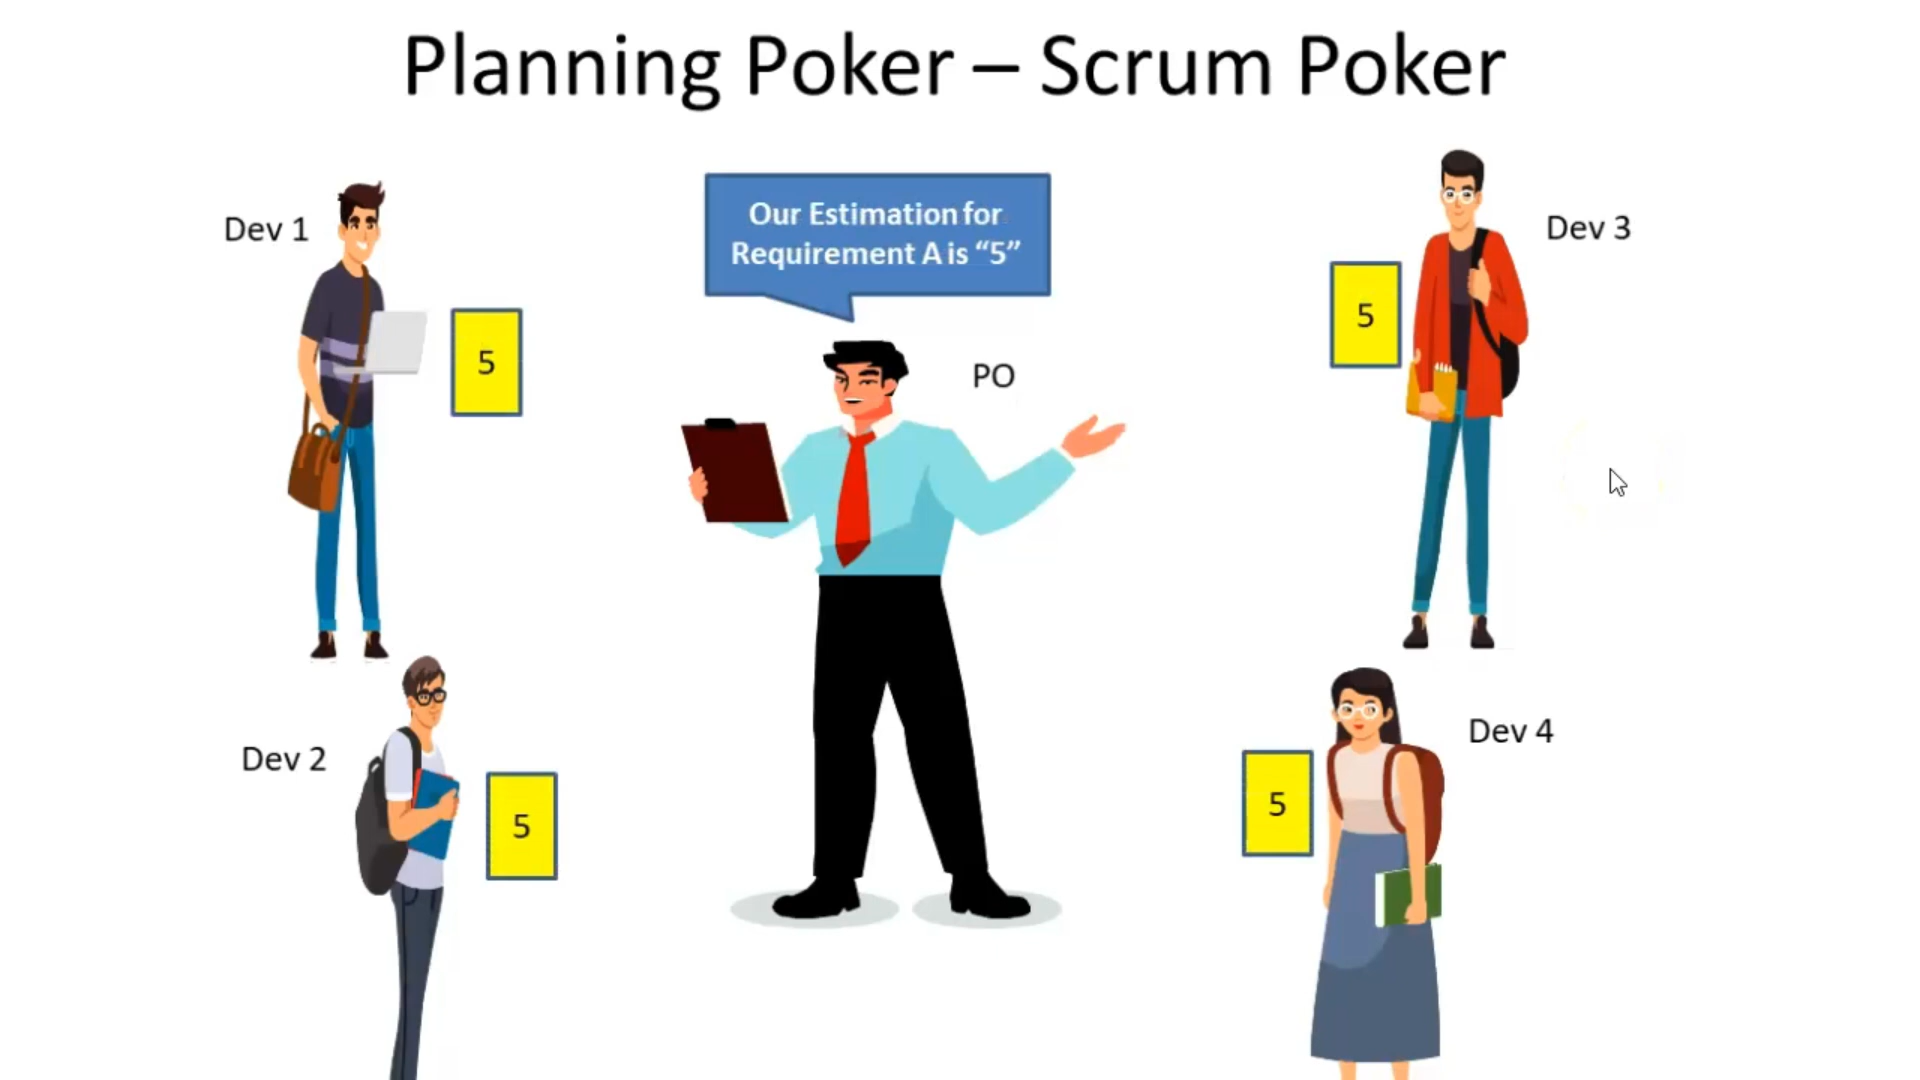 Planning Poker – Scrum Poker
Our Estimation for
Requirement A is “5”
Dev 1
5
PO
Dev 3
5
Dev 2
5
Dev 4
5